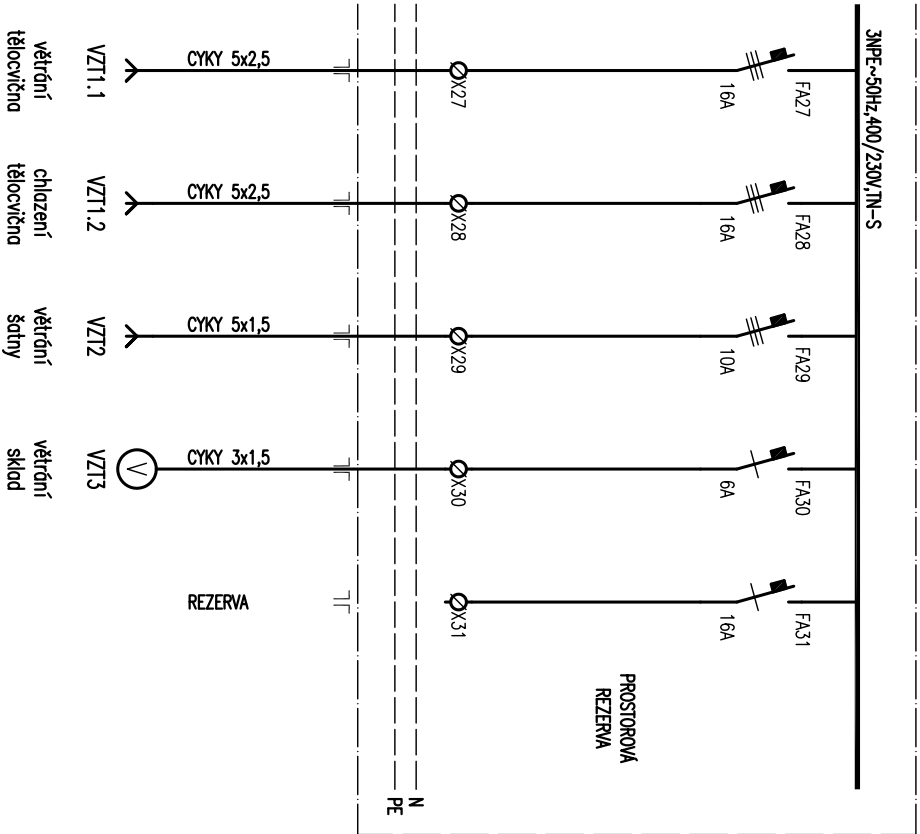 3NPE~50Hz,400/230V,TN-S
FA27
16A
X27
CYKY 5x2,5
VZT1.1
větrání
tělocvična
FA28
16A
X28
CYKY 5x2,5
VZT1.2
chlazení
tělocvična
FA29
10A
X29
CYKY 5x1,5
VZT2
větrání
šatny
FA30
6A
X30
CYKY 3x1,5
V
VZT3
větrání
sklad
FA31
16A
X31
REZERVA
PROSTOROVÁ
REZERVA
N
PE